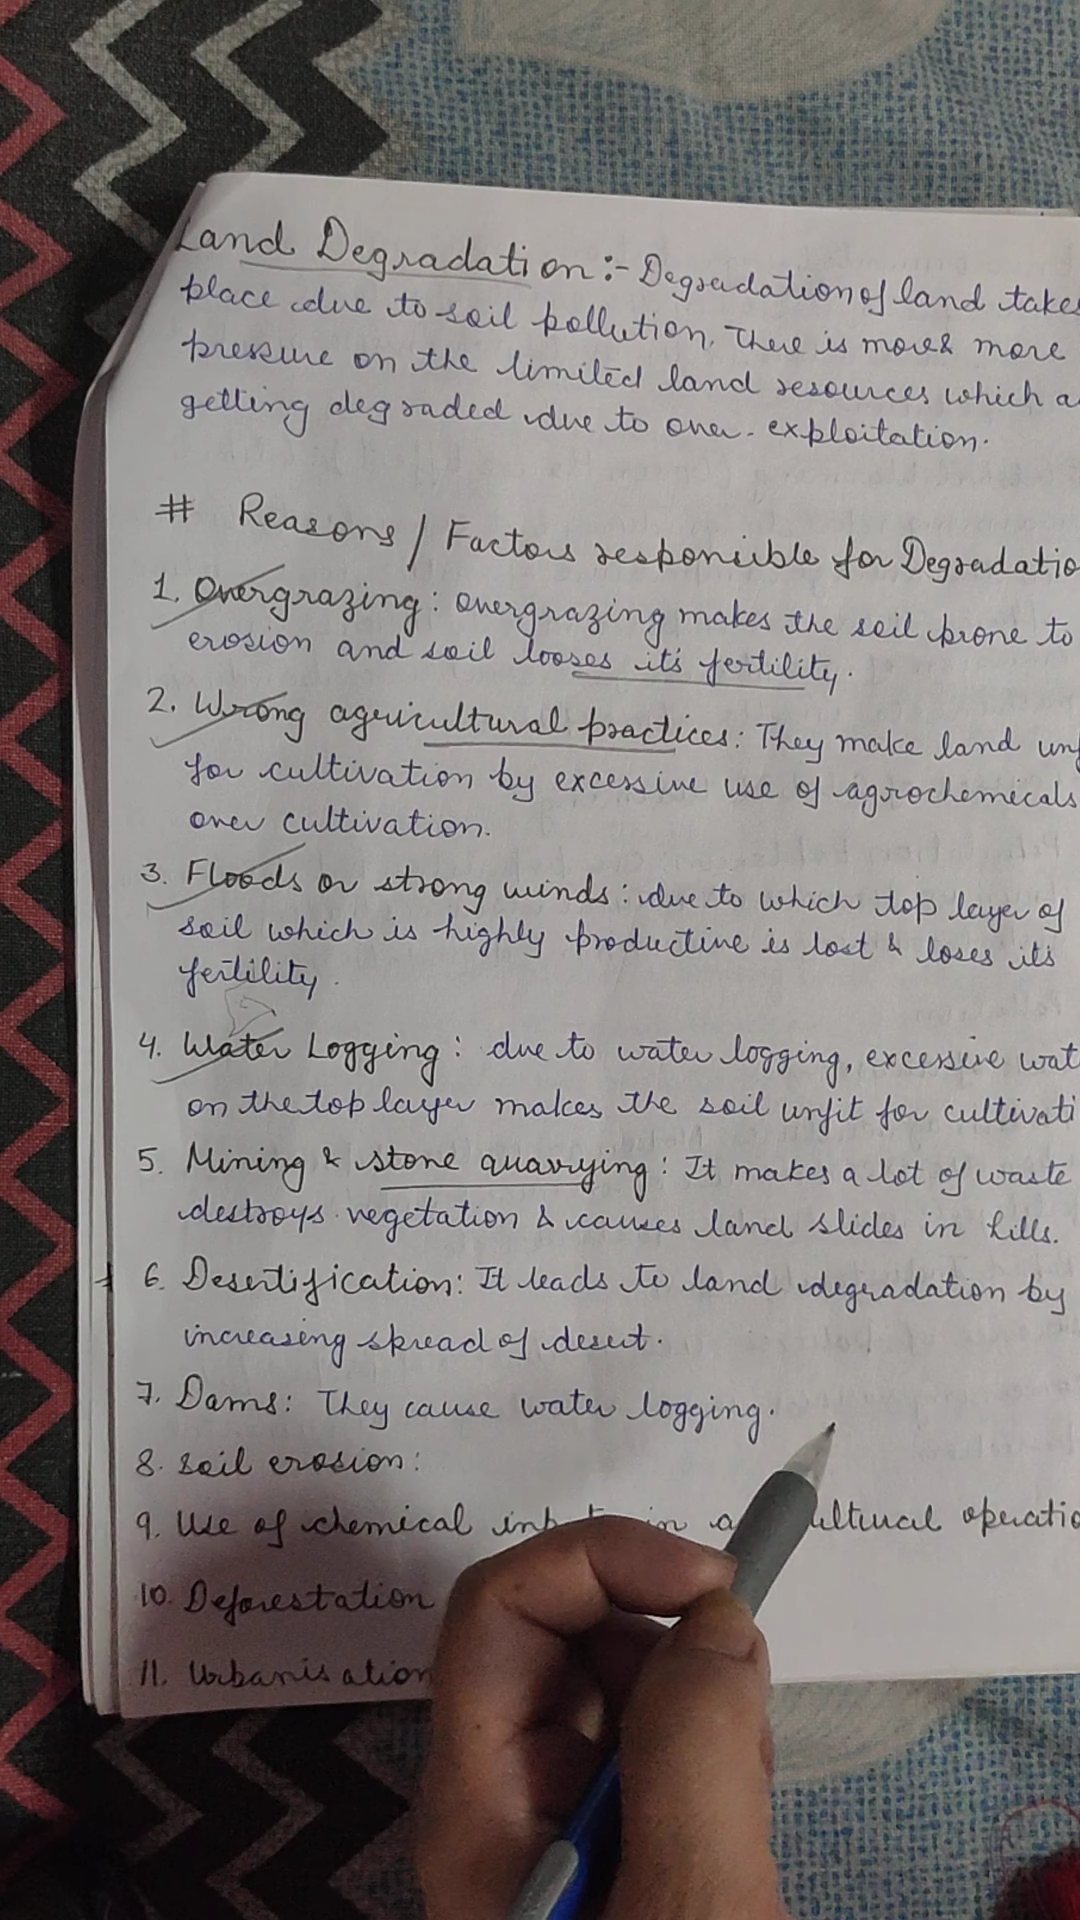 Land Degradation :- Degradation of land takes
place due to soil pollution. There is more & more
pressure on the limited land resources which
getting degraded due to over-exploitation.
# Reasons / Factors responsible for Degradatio
1. Overgrazing : overgrazing makes the soil prone to
erosion and soil looses it's fertility.
2. Wrong agricultural practices : They make land unf
for cultivation by excessive use of agrochemicals
over cultivation.
3. Floods or strong winds : due to which top layer of
soil which is highly productive is lost & loses it's
fertility.
4. Water Logging : due to water logging, excessive wat
on the top layer makes the soil unfit for cultivati
5. Mining & stone quarrying : It makes a lot of waste
destroys vegetation & causes land slides in hills.
6. Desertification : It leads to land degradation by
increasing spread of desert.
7. Dams : They cause water logging.
8. Soil erosion :
9. Use of chemical in operatio
10. Deforestation
11. Urbanisation